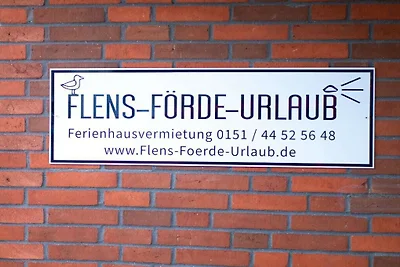 FLENS-FÖRDE-URLAUB
Ferienhausvermietung 0151 / 44 52 56 48
www.Flens-Foerde-Urlaub.de